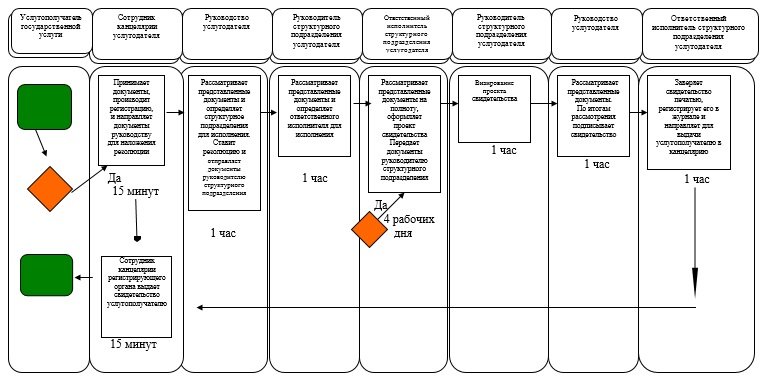 Услугополучатель
государственной
услуги
Сотрудник
канцелярии
услугодателя
Руководство
услугодателя
Руководитель
структурного
подразделения
услугодателя
Ответственный
исполнитель
структурного
подразделения
услугодателя
Руководитель
структурного
подразделения
услугодателя
Руководство
услугодателя
Ответственный
исполнитель структурного
подразделения
услугодателя
Принимает
документы,
производит
регистрацию,
и направляет
документы
руководству
для наложения
резолюции
Да
15 минут
Сотрудник
канцелярии
регистрирующего
органа выдает
свидетельство
услугополучателю
15 минут
Рассматривает
представленные
документы и
определяет
структурное
подразделения
для исполнения.
Ставит
резолюцию и
отправляет
документы
руководителю
структурного
подразделения
1 час
Рассматривает
представленные
документы и
определяет
ответственного
исполнителя для
исполнения
1 час
Рассматривает
представленные
документы на
полноту,
оформляет
проект
свидетельства
Передает
документы
руководителю
структурного
подразделения
Да
4 рабочих
дня
Визирование
проекта
свидетельства
1 час
Рассматривает
представленные
документы.
По итогам
рассмотрения
подписывает
свидетельство
1 час
Заверяет
свидетельство
печатью,
регистрирует его в
журнале и
направляет для
выдачи
услугополучателю в
канцелярию
1 час